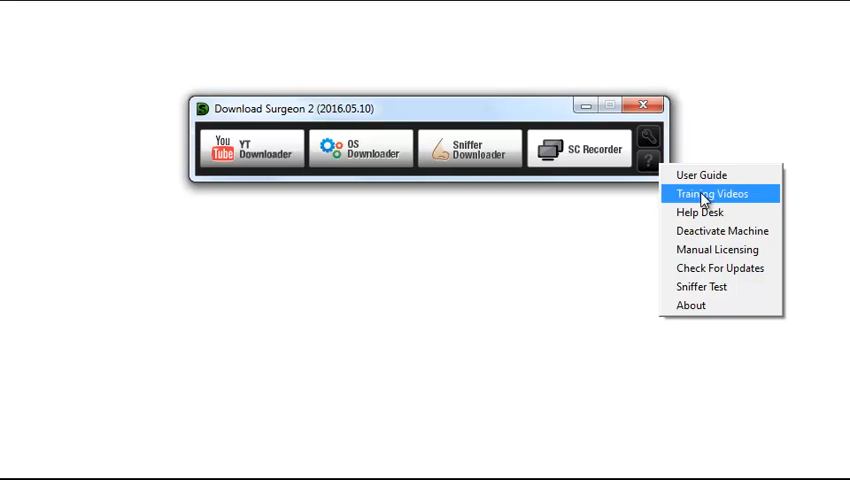 Download Surgeon 2 (2016.05.10)
You
Tube
YT
Downloader
OS
Downloader
Sniffer
Downloader
SC Recorder
?
User Guide
Training Videos
Help Desk
Deactivate Machine
Manual Licensing
Check For Updates
Sniffer Test
About